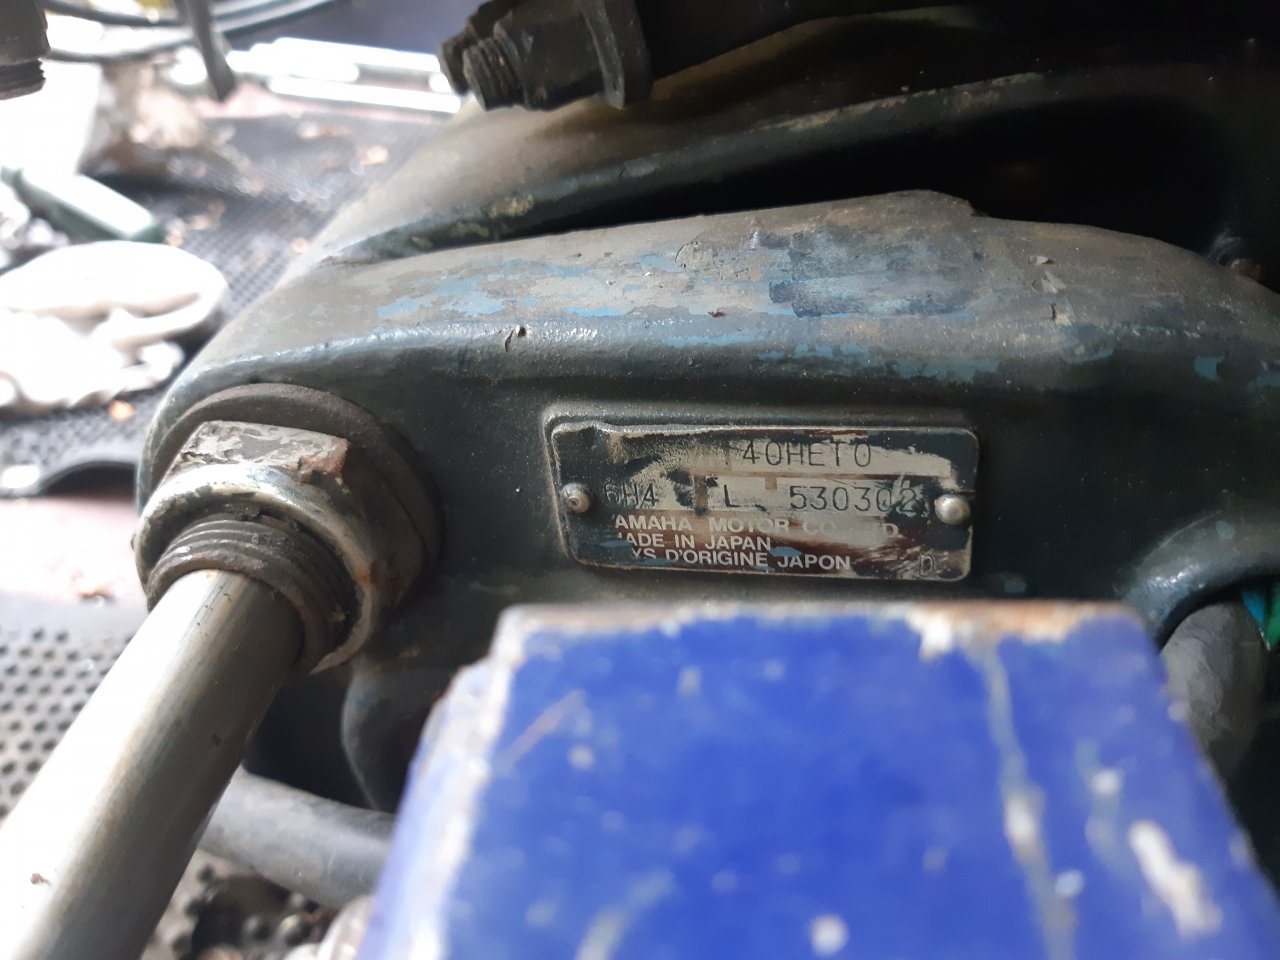 40HETO
6H4 L 530302
AMAHA MOTOR CO D
ADE IN JAPAN
YS D'ORIGINE JAPON D